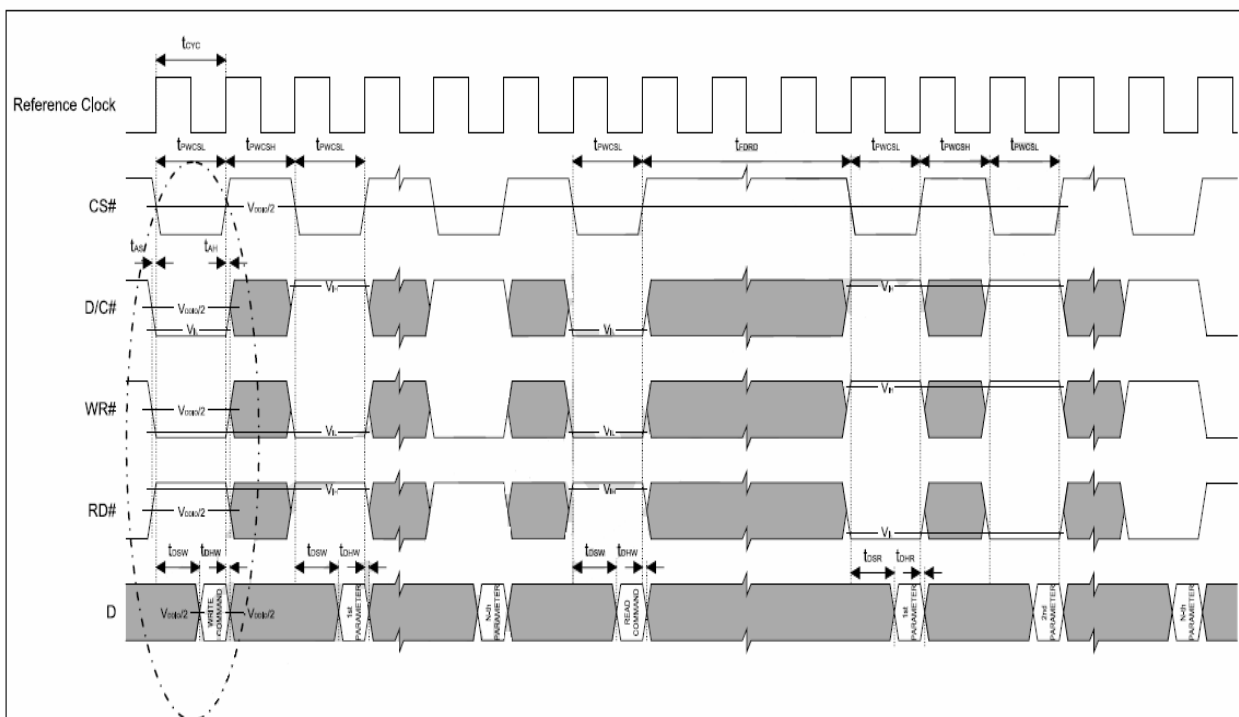 tCYC
Reference Clock
tPWCSL tPWCSH tPWCSL tPWCSL tFDRD tPWCSL tPWCSH tPWCSL
CS# VDDIO/2
tAS tAH
D/C# VDDIO/2 VIL VIH VIL VIH
WR# VDDIO/2 VIL VIL VIH
RD# VDDIO/2 VIH VIH VIL
tDSW tDHW tDSW tDHW tDSW tDHW tDSR tDHR
D VDDIO/2 WRITE COMMAND VDDIO/2 1st PARAMETER N-th PARAMETER READ COMMAND 1st PARAMETER 2nd PARAMETER N-th PARAMETER